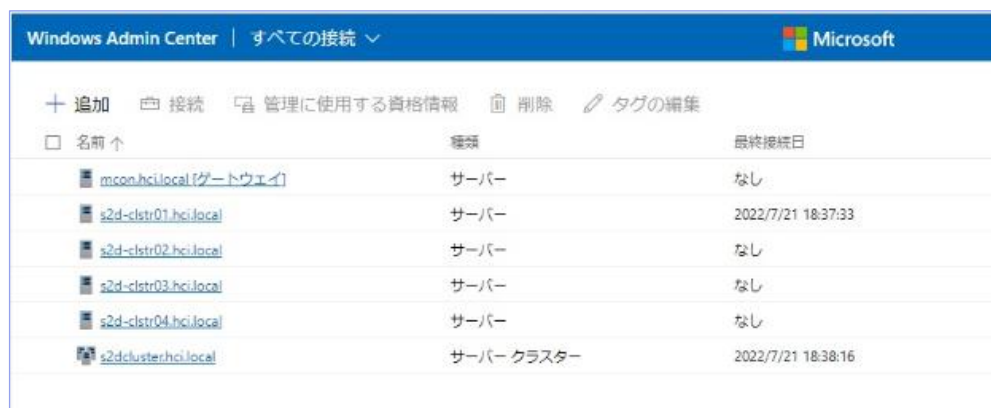 Windows Admin Center | すべての接続 Microsoft
追加 接続 管理に使用する資格情報 削除 タグの編集
名前 種類 最終接続日
mcon.hci.local [ゲートウェイ] サーバー なし
s2d-clstr01.hci.local サーバー 2022/7/21 18:37:33
s2d-clstr02.hci.local サーバー なし
s2d-clstr03.hci.local サーバー なし
s2d-clstr04.hci.local サーバー なし
s2dcluster.hci.local サーバー クラスター 2022/7/21 18:38:16